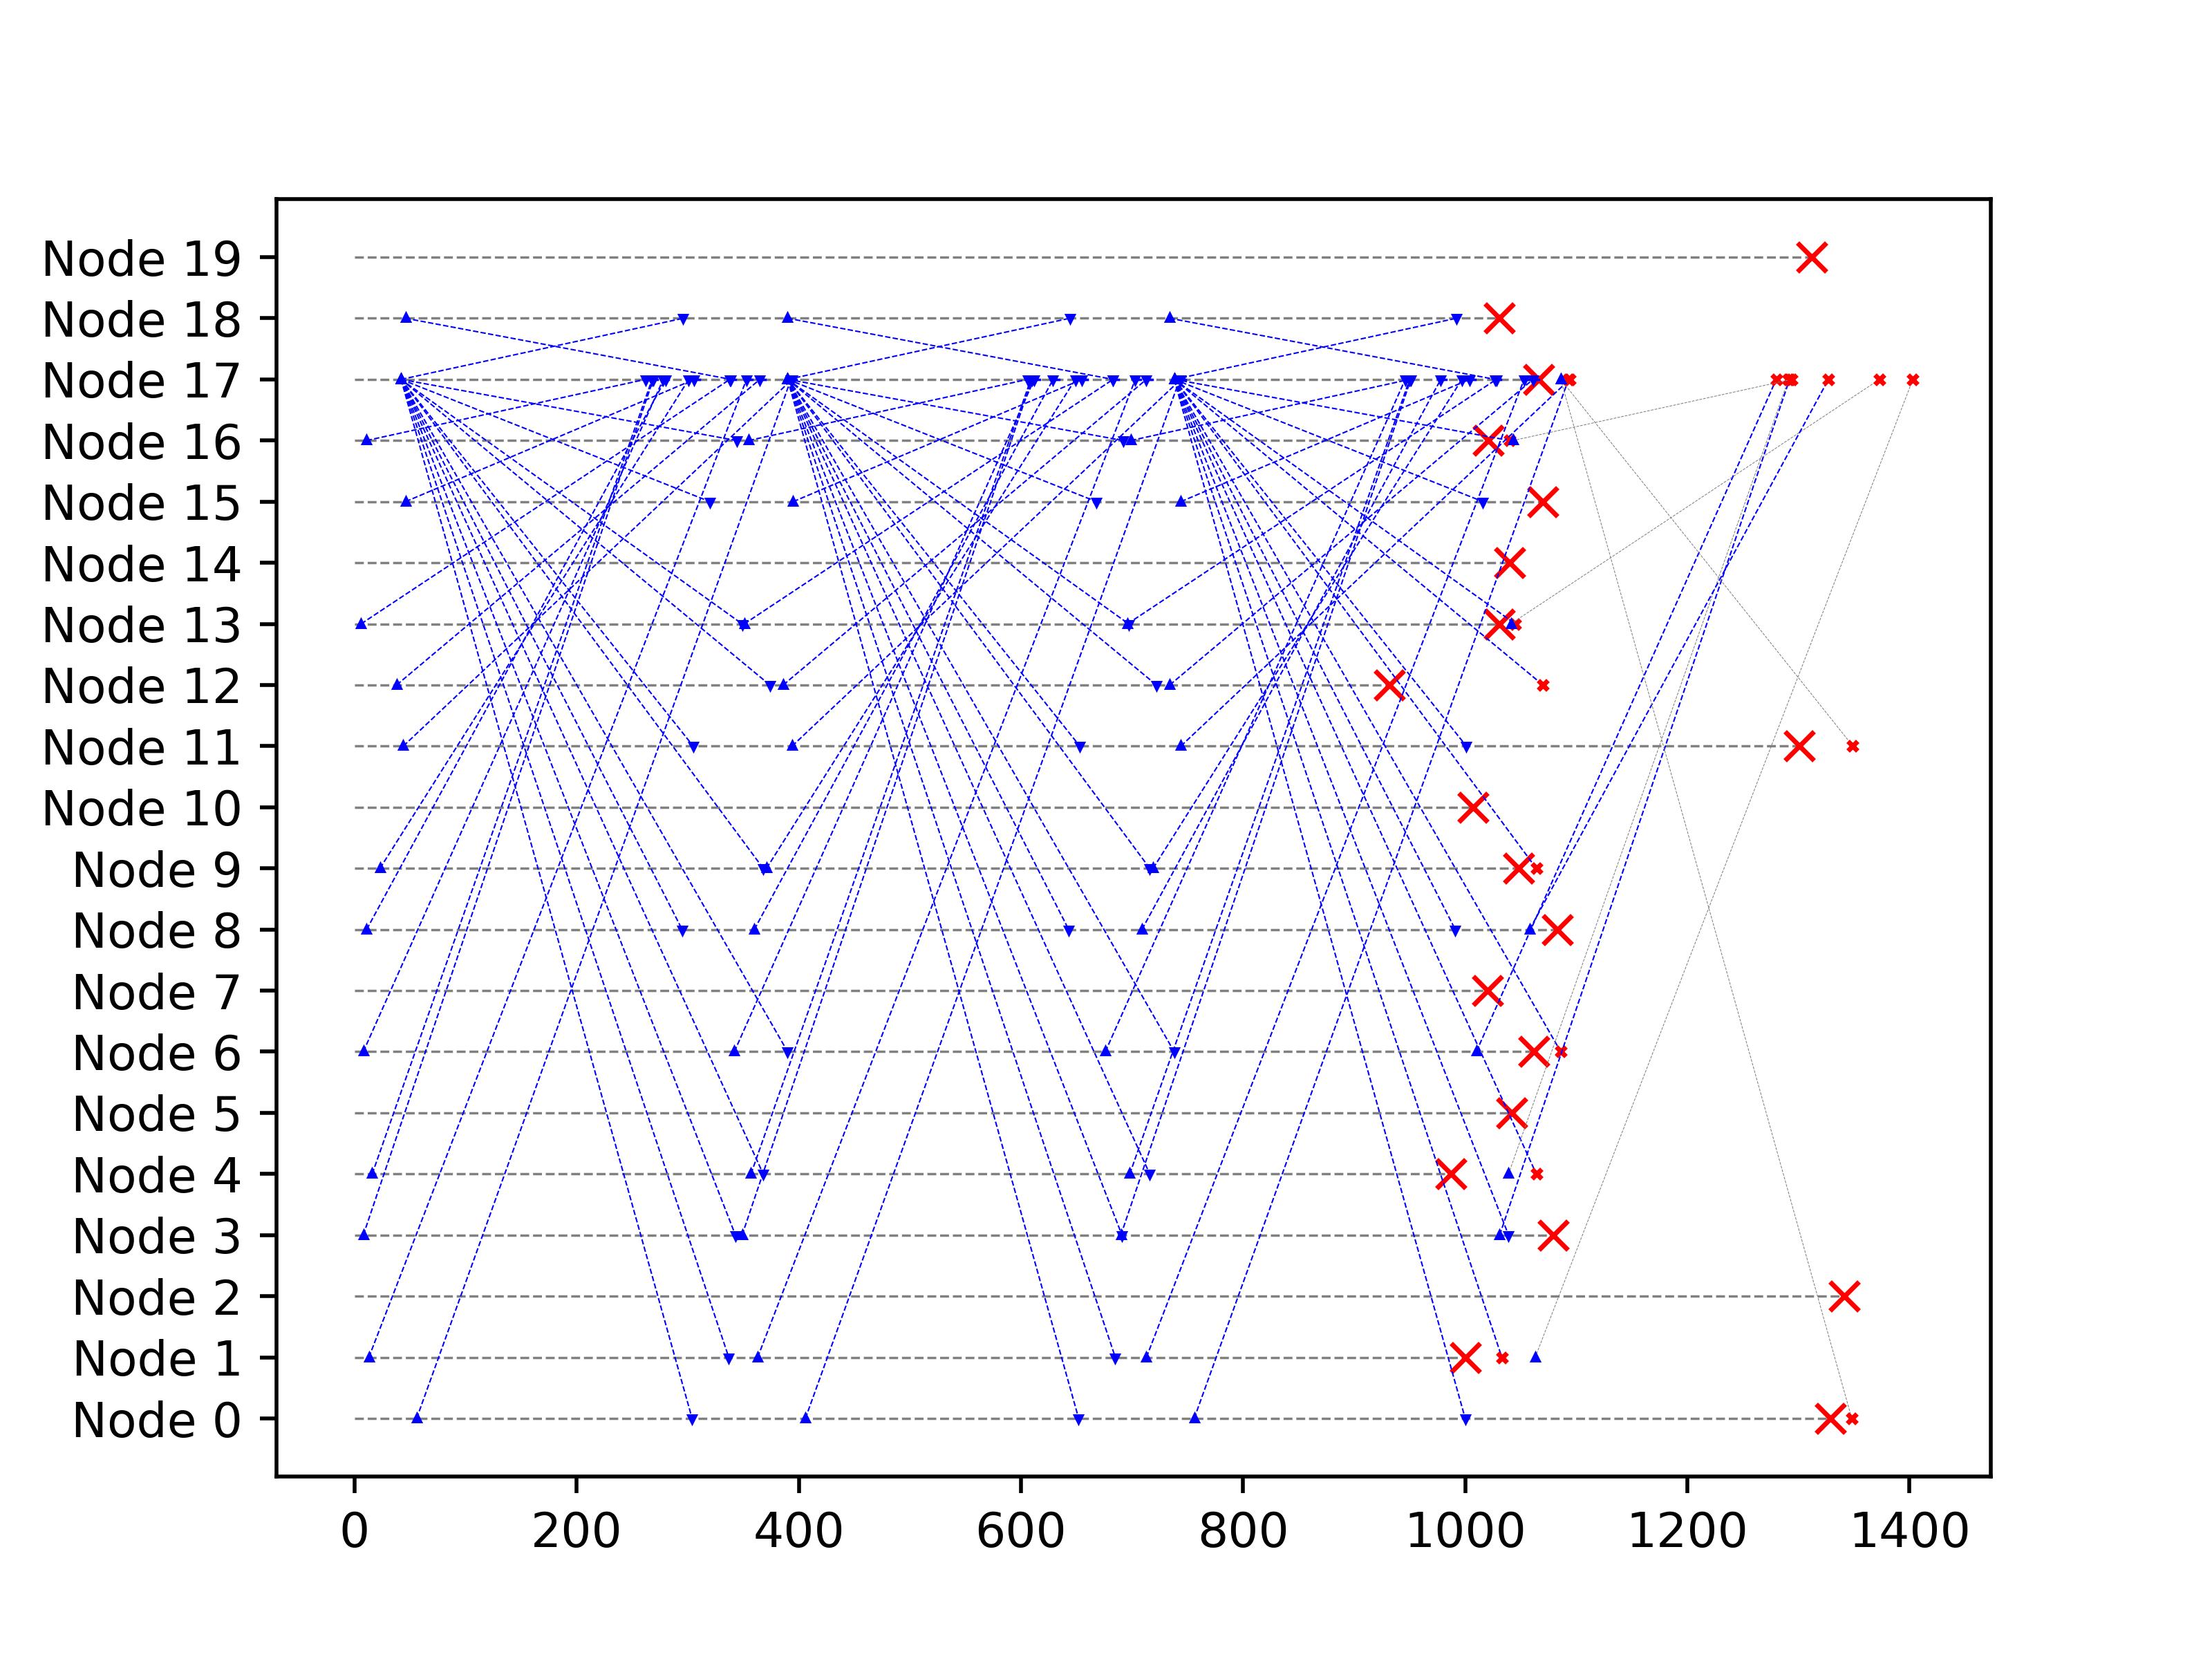 Node 19
Node 18
Node 17
Node 16
Node 15
Node 14
Node 13
Node 12
Node 11
Node 10
Node 9
Node 8
Node 7
Node 6
Node 5
Node 4
Node 3
Node 2
Node 1
Node 0
0 200 400 600 800 1000 1200 1400